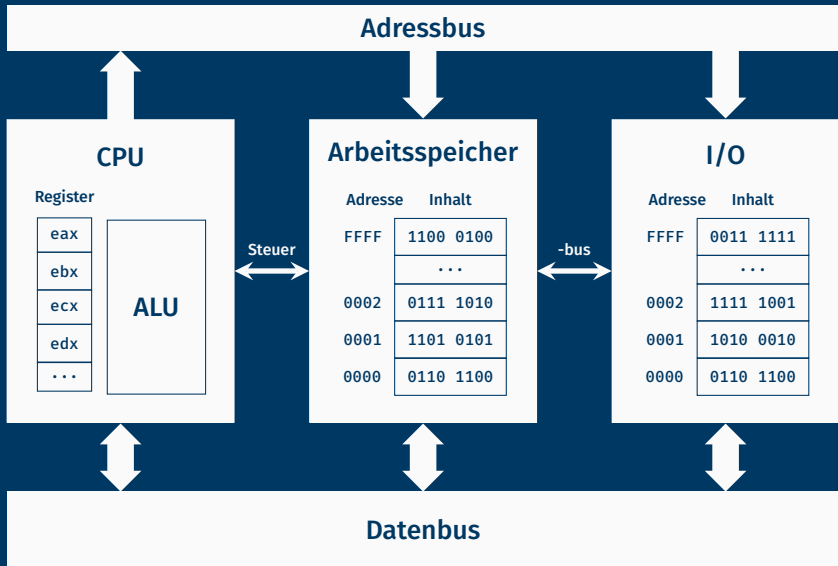 Adressbus
CPU
Register
eax
ebx
ecx
edx
...
ALU
Steuer
Arbeitsspeicher
Adresse Inhalt
FFFF 1100 0100
...
0002 0111 1010
0001 1101 0101
0000 0110 1100
-bus
I/O
Adresse Inhalt
FFFF 0011 1111
...
0002 1111 1001
0001 1010 0010
0000 0110 1100
Datenbus